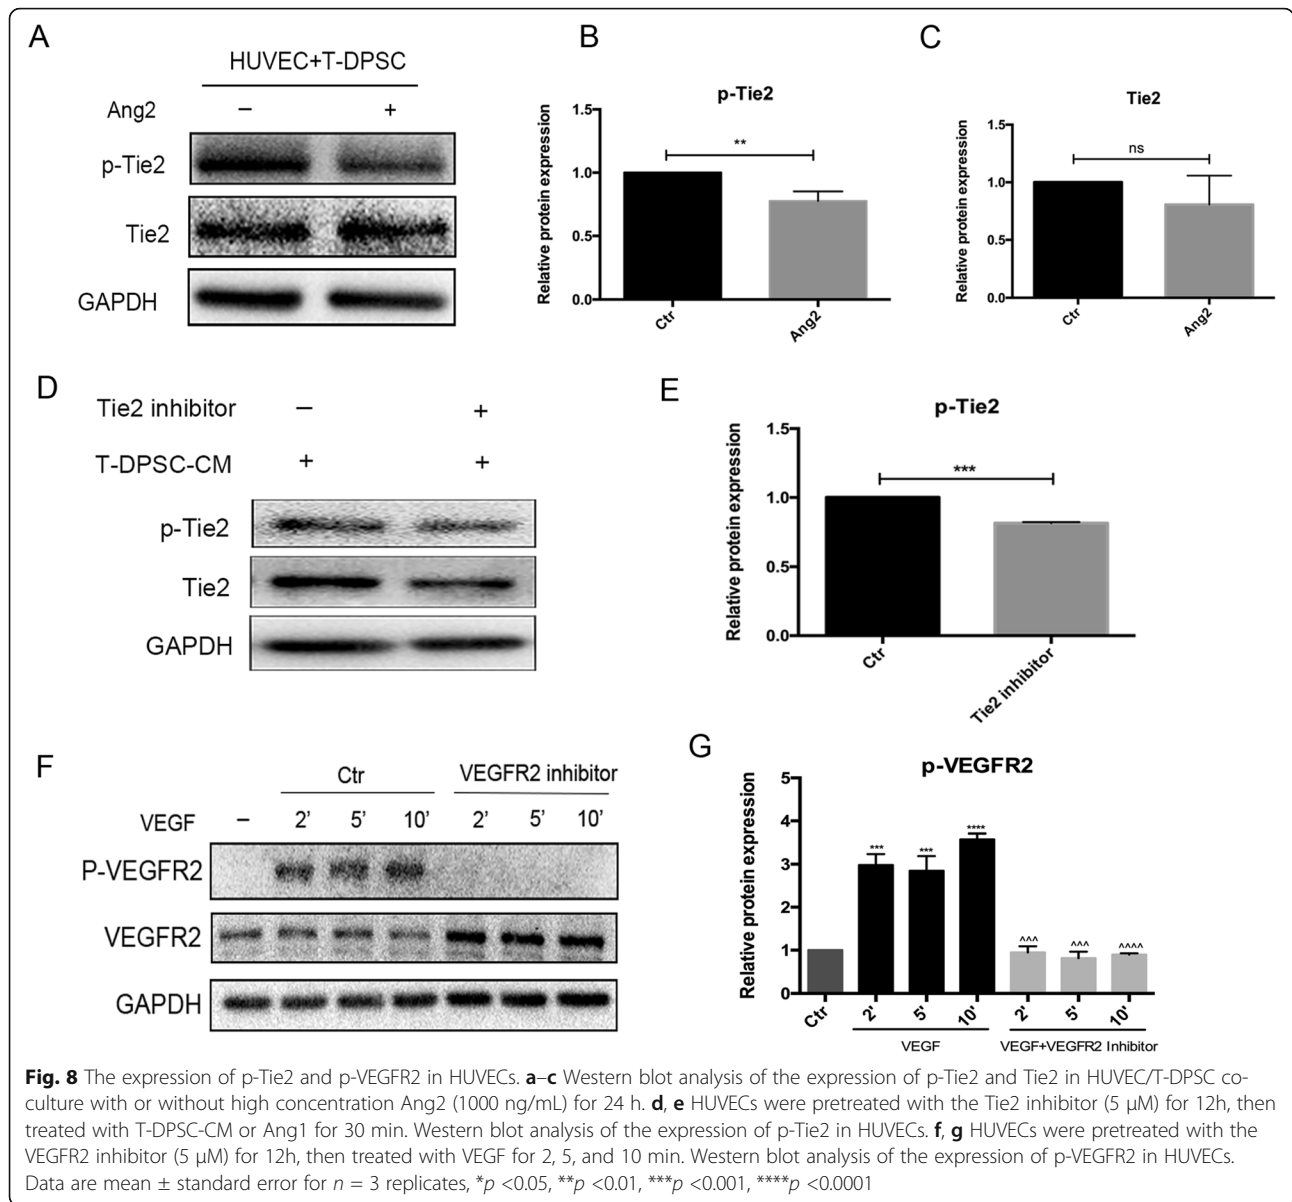 A
HUVEC+T-DPSC
Ang2 – +
p-Tie2
Tie2
GAPDH
B
p-Tie2
Relative protein expression
1.5
1.0
0.5
0.0
**
Ctr
Ang2
C
Tie2
Relative protein expression
1.5
1.0
0.5
0.0
ns
Ctr
Ang2
D
Tie2 inhibitor – +
T-DPSC-CM + +
p-Tie2
Tie2
GAPDH
E
p-Tie2
Relative protein expression
1.5
1.0
0.5
0.0
***
Ctr
Tie2 inhibitor
F
Ctr VEGFR2 inhibitor
VEGF – 2' 5' 10' 2' 5' 10'
P-VEGFR2
VEGFR2
GAPDH
G
p-VEGFR2
Relative protein expression
5
4
3
2
1
0
*** *** **** ^^^ ^^^ ^^^^
Ctr 2' 5' 10' 2' 5' 10'
VEGF VEGF+VEGFR2 Inhibitor
Fig. 8 The expression of p-Tie2 and p-VEGFR2 in HUVECs. a–c Western blot analysis of the expression of p-Tie2 and Tie2 in HUVEC/T-DPSC co-
culture with or without high concentration Ang2 (1000 ng/mL) for 24 h. d, e HUVECs were pretreated with the Tie2 inhibitor (5 μM) for 12h, then
treated with T-DPSC-CM or Ang1 for 30 min. Western blot analysis of the expression of p-Tie2 in HUVECs. f, g HUVECs were pretreated with the
VEGFR2 inhibitor (5 μM) for 12h, then treated with VEGF for 2, 5, and 10 min. Western blot analysis of the expression of p-VEGFR2 in HUVECs.
Data are mean ± standard error for n = 3 replicates, *p <0.05, **p <0.01, ***p <0.001, ****p <0.0001